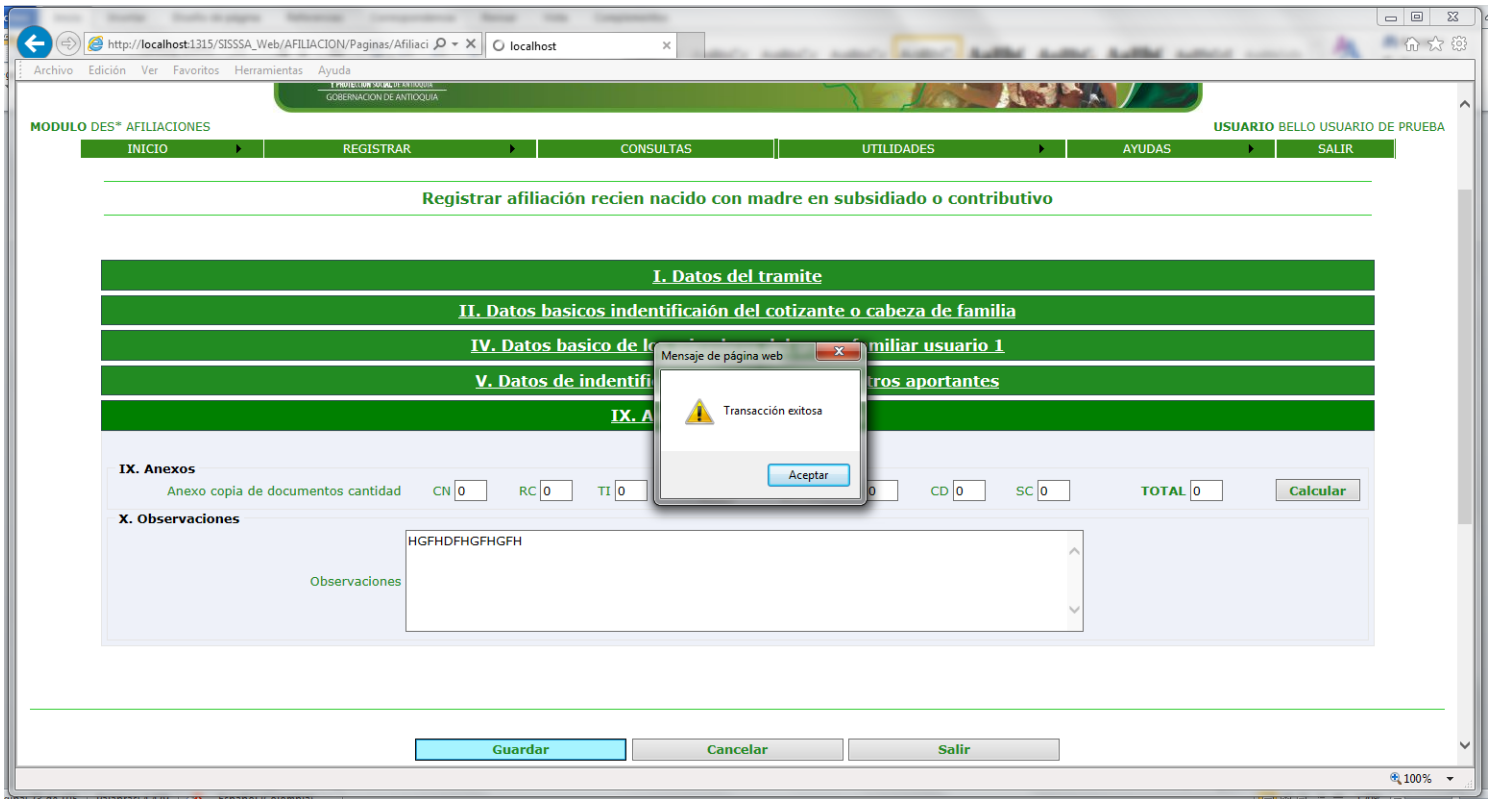 http://localhost:1315/SISSSA_Web/AFILIACION/Paginas/Afiliaci
localhost
Archivo Edición Ver Favoritos Herramientas Ayuda
GOBERNACION DE ANTIOQUIA
MODULO DES* AFILIACIONES
USUARIO BELLO USUARIO DE PRUEBA
INICIO REGISTRAR CONSULTAS UTILIDADES AYUDAS SALIR
Registrar afiliación recien nacido con madre en subsidiado o contributivo
I. Datos del tramite
II. Datos basicos indentificaión del cotizante o cabeza de familia
IV. Datos basico de miliar usuario 1
V. Datos de indentifi tros aportantes
IX. A
Mensaje de página web
Transacción exitosa
Aceptar
IX. Anexos
Anexo copia de documentos cantidad CN 0 RC 0 TI 0 0 CD 0 SC 0 TOTAL 0 Calcular
X. Observaciones
Observaciones
HGFHDFHGFHGFH
Guardar Cancelar Salir
100%